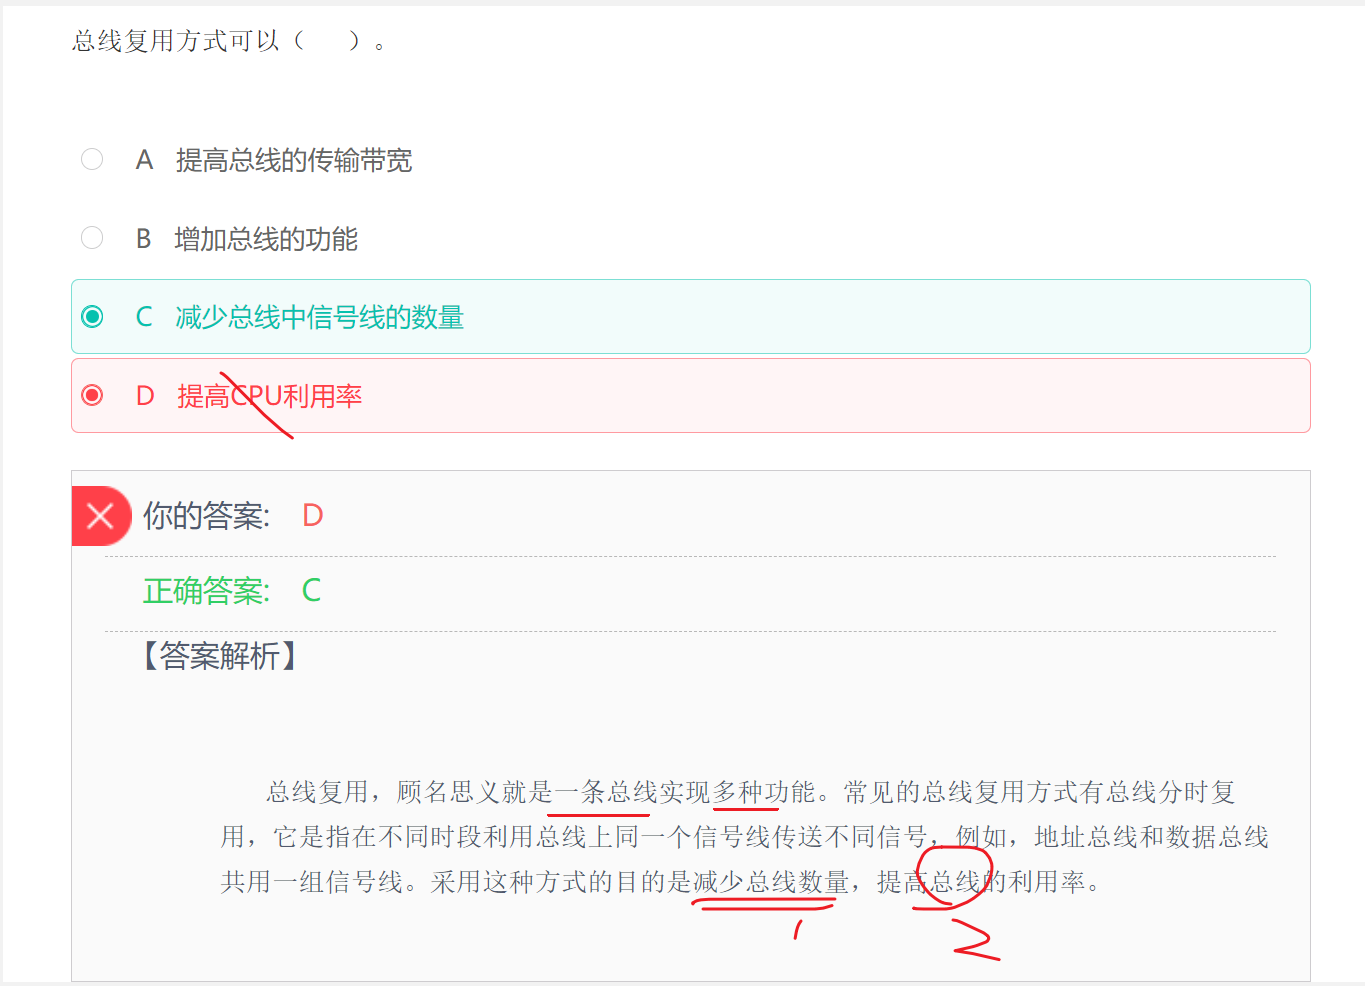 总线复用方式可以（　　）。
A 提高总线的传输带宽
B 增加总线的功能
C 减少总线中信号线的数量
D 提高CPU利用率
你的答案: D
正确答案: C
【答案解析】
总线复用，顾名思义就是一条总线实现多种功能。常见的总线复用方式有总线分时复
用，它是指在不同时段利用总线上同一个信号线传送不同信号，例如，地址总线和数据总线
共用一组信号线。采用这种方式的目的是减少总线数量，提高总线的利用率。
1
2